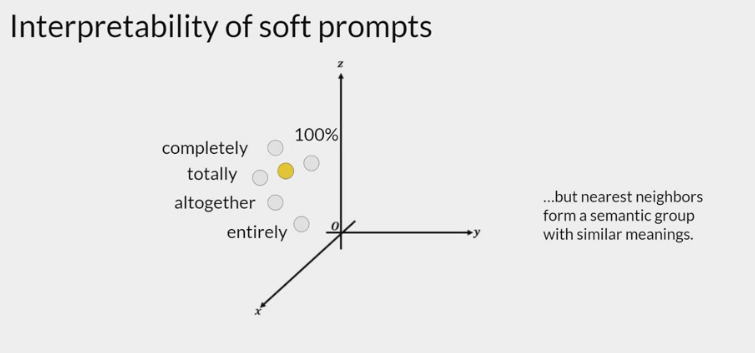 Interpretability of soft prompts
z
100%
completely
totally
altogether
entirely
0
y
x
...but nearest neighbors
form a semantic group
with similar meanings.